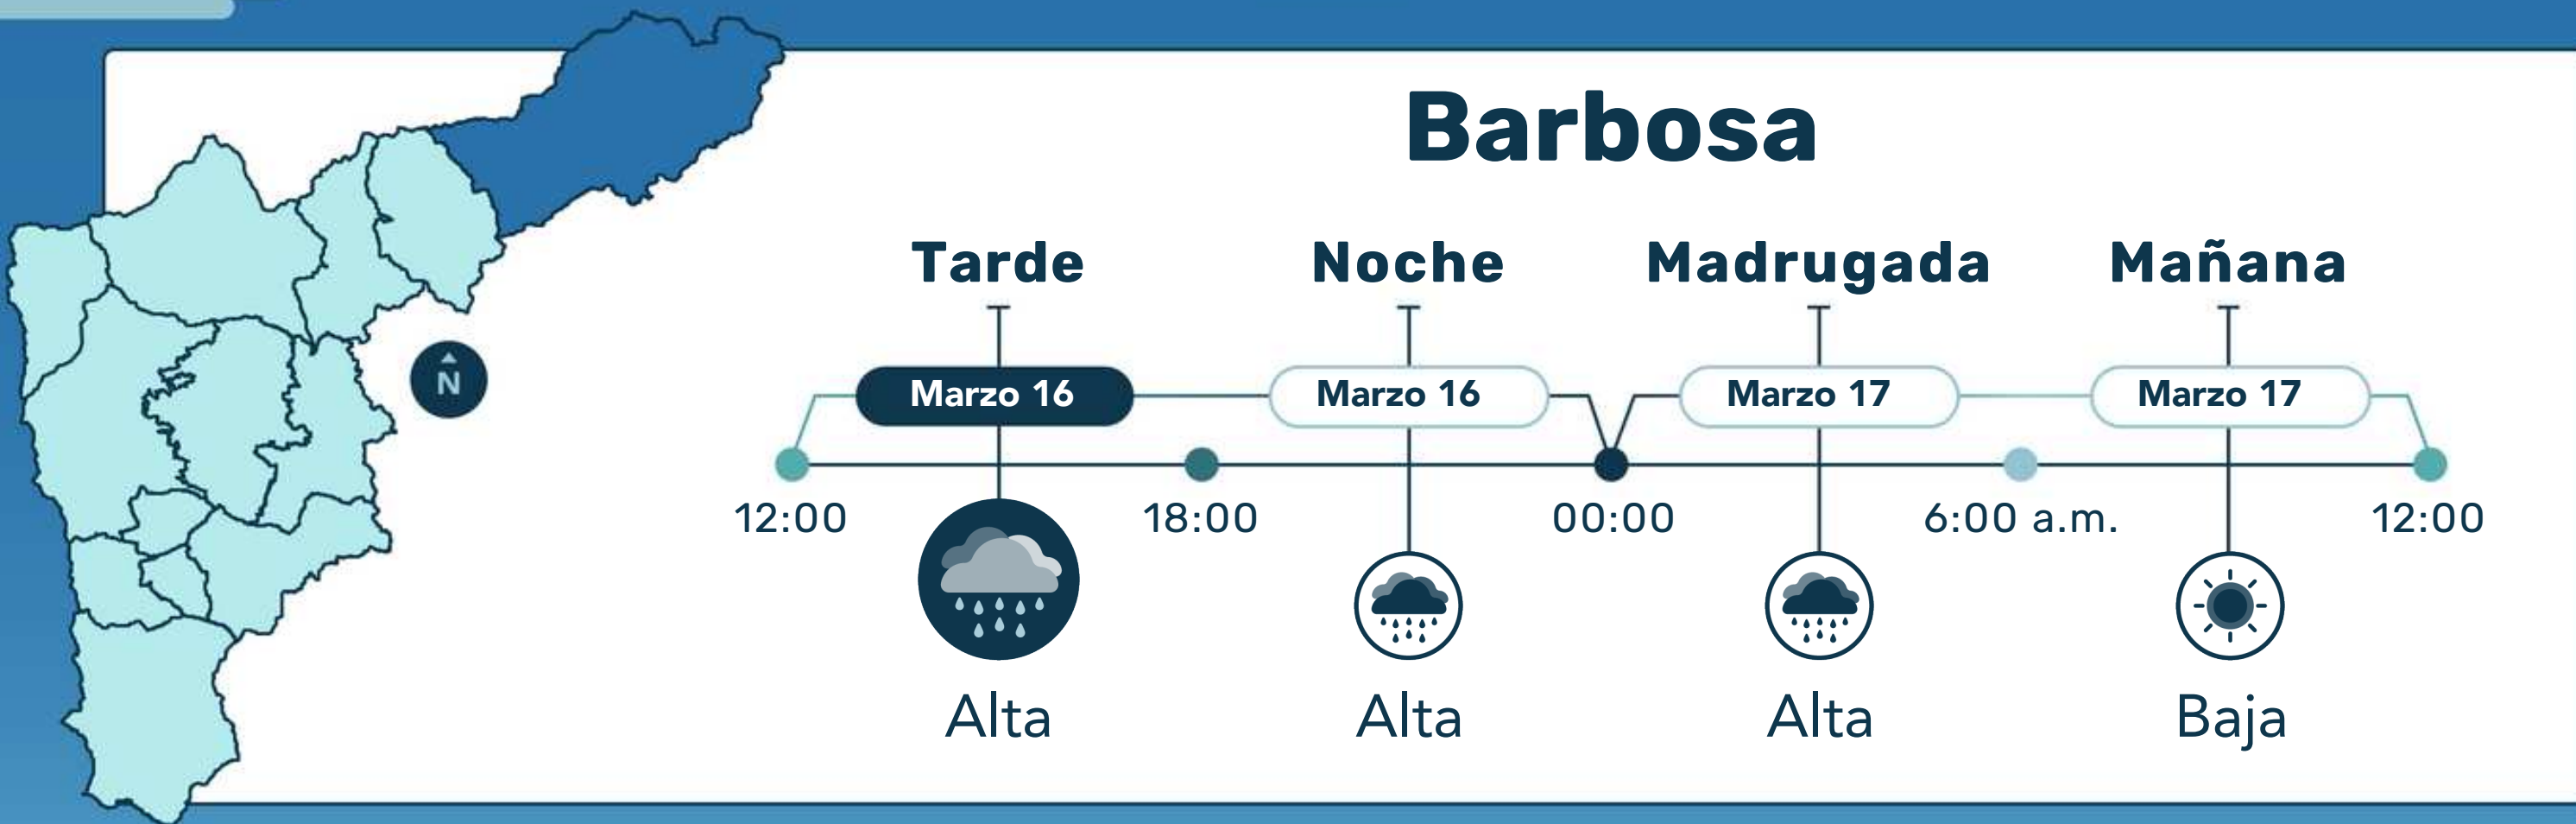 Barbosa
Tarde Noche Madrugada Mañana
Marzo 16 Marzo 16 Marzo 17 Marzo 17
N
12:00 18:00 00:00 6:00 a.m. 12:00
Alta Alta Alta Baja